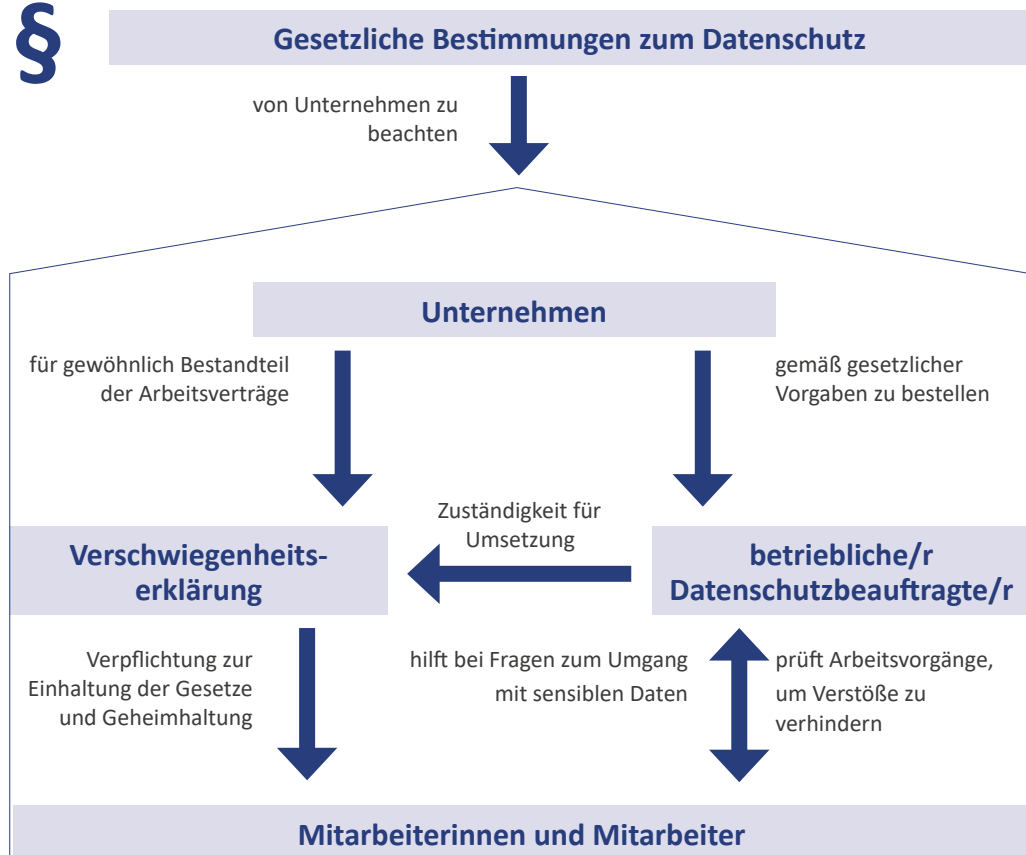 §
Gesetzliche Bestimmungen zum Datenschutz
von Unternehmen zu
beachten
Unternehmen
für gewöhnlich Bestandteil
der Arbeitsverträge
gemäß gesetzlicher
Vorgaben zu bestellen
Zuständigkeit für
Umsetzung
Verschwiegenheits-
erklärung
betriebliche/r
Datenschutzbeauftragte/r
Verpflichtung zur
Einhaltung der Gesetze
und Geheimhaltung
hilft bei Fragen zum Umgang
mit sensiblen Daten
prüft Arbeitsvorgänge,
um Verstöße zu
verhindern
Mitarbeiterinnen und Mitarbeiter